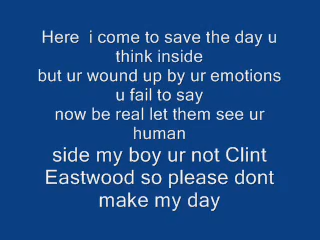 Here  i come to save the day u
think inside
but ur wound up by ur emotions
u fail to say
now be real let them see ur
human
side my boy ur not Clint
Eastwood so please dont
make my day